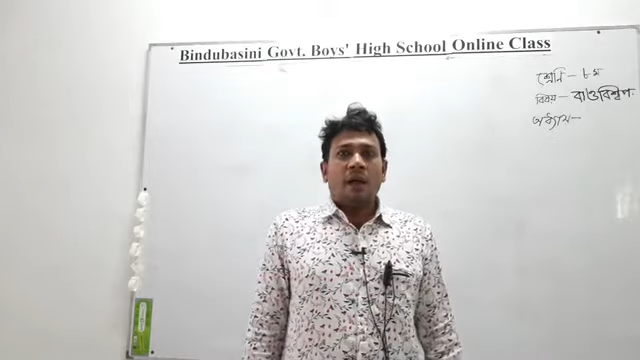 Bindubasini Govt. Boys' High School Online Class
শ্রেণি - ৮ম
বিষয় - বাওবিশ্বপ.
অধ্যায় -